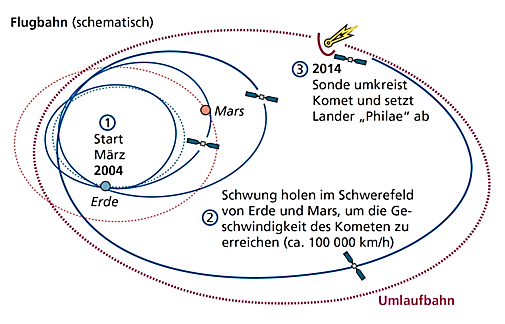 Flugbahn (schematisch)
1
Start
März
2004
Erde
Mars
2
Schwung holen im Schwerefeld
von Erde und Mars, um die Ge-
schwindigkeit des Kometen zu
erreichen (ca. 100 000 km/h)
3 2014
Sonde umkreist
Komet und setzt
Lander „Philae“ ab
Umlaufbahn